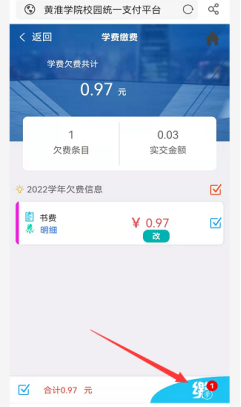 黄淮学院校园统一支付平台
返回 学费缴费
学费欠费共计
0.97 元
1 0.03
欠费条目 实交金额
2022学年欠费信息
书费 ¥ 0.97
明细 改
合计0.97 元 缴 1